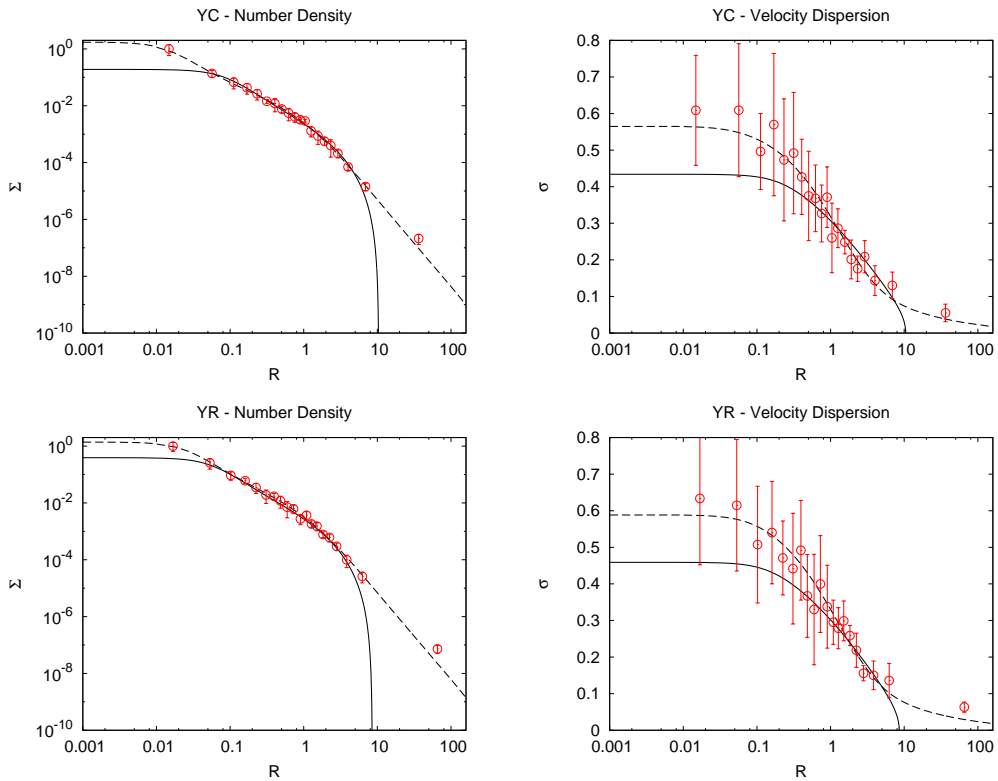 YC - Number Density
10^0
10^-2
10^-4
10^-6
10^-8
10^-10
Σ
0.001 0.01 0.1 1 10 100
R
YC - Velocity Dispersion
0.8
0.7
0.6
0.5
0.4
0.3
0.2
0.1
0
σ
0.001 0.01 0.1 1 10 100
R
YR - Number Density
10^0
10^-2
10^-4
10^-6
10^-8
10^-10
Σ
0.001 0.01 0.1 1 10 100
R
YR - Velocity Dispersion
0.8
0.7
0.6
0.5
0.4
0.3
0.2
0.1
0
σ
0.001 0.01 0.1 1 10 100
R